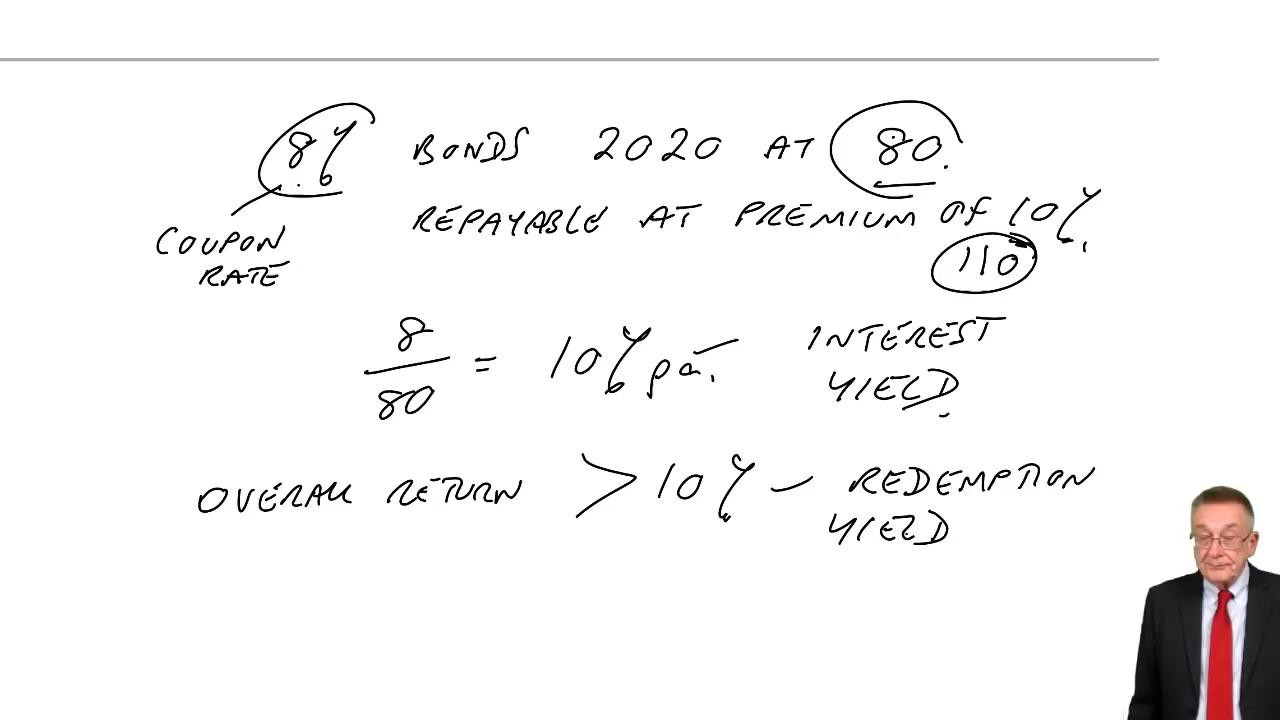 8% BONDS 2020 AT 80.
REPAYABLE AT PREMIUM OF 10%.
COUPON
RATE
110
8/80 = 10% pa.
INTEREST
YIELD
OVERALL RETURN > 10% – REDEMPTION
YIELD